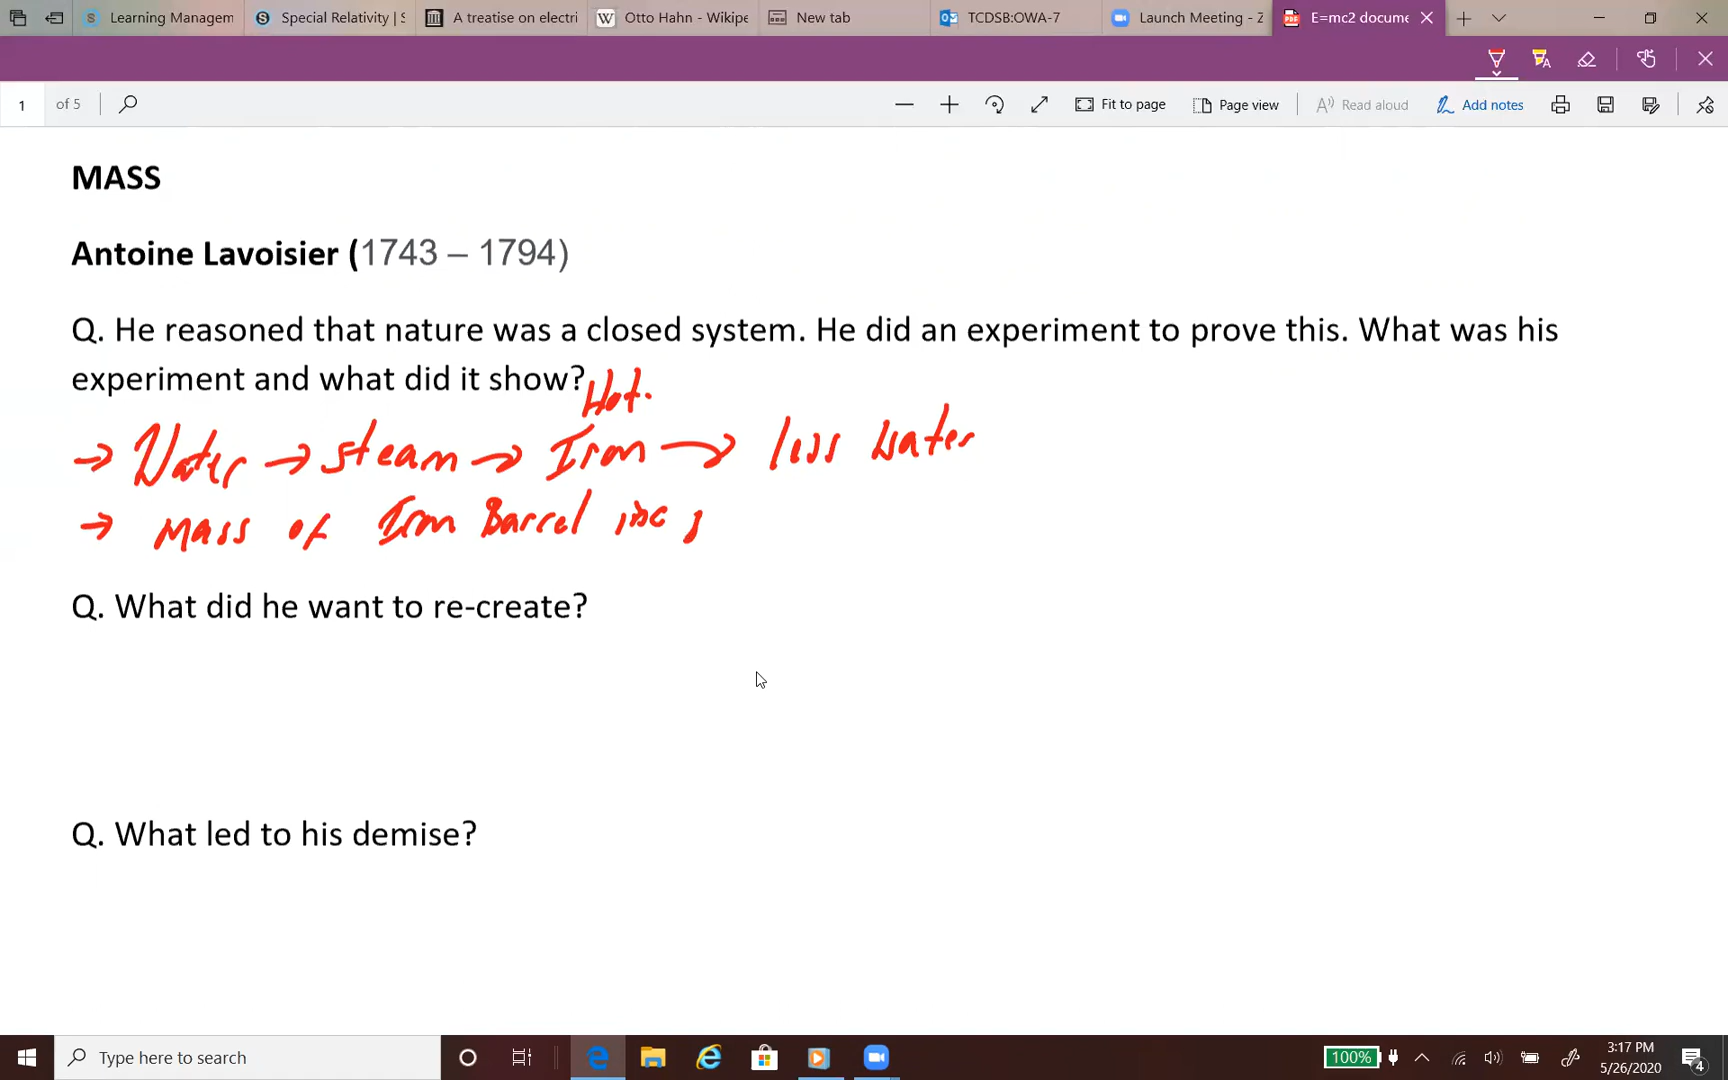 Learning Managem
Special Relativity | S
A treatise on electri
Otto Hahn - Wikipe
New tab
TCDSB:OWA-7
Launch Meeting - Z
E=mc2 docume
1 of 5
Fit to page
Page view
Read aloud
Add notes
MASS
Antoine Lavoisier (1743 – 1794)
Q. He reasoned that nature was a closed system. He did an experiment to prove this. What was his
experiment and what did it show?
Hot.
→ Water → steam → Iron → less water
→ Mass of Iron Barrel inc
Q. What did he want to re-create?
Q. What led to his demise?
Type here to search
100%
3:17 PM
5/26/2020
4